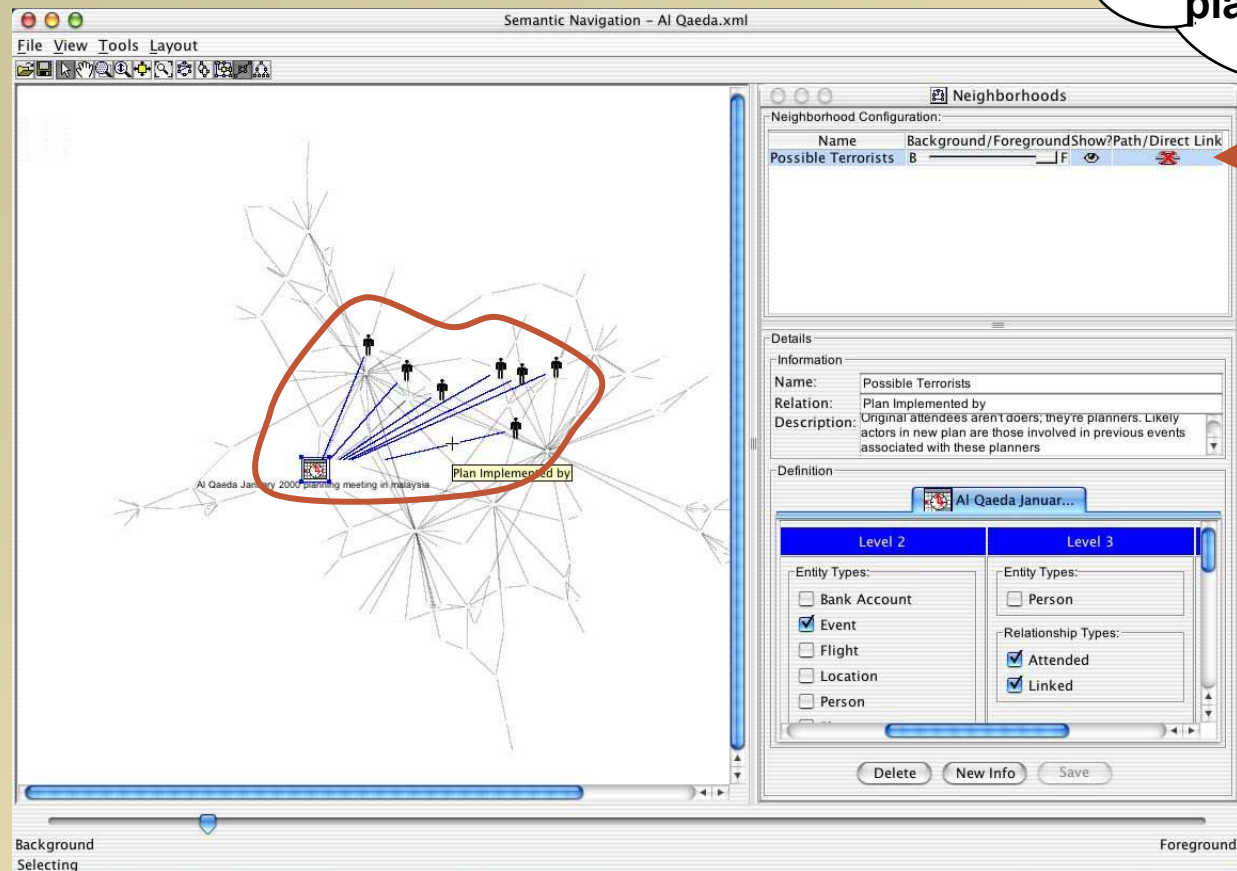 pla
Semantic Navigation – Al Qaeda.xml
File View Tools Layout
Neighborhoods
Neighborhood Configuration:
Name Background/Foreground Show? Path/Direct Link
Possible Terrorists B F
Details
Information
Name: Possible Terrorists
Relation: Plan Implemented by
Description: Original attendees aren't doers; they're planners. Likely
actors in new plan are those involved in previous events
associated with these planners
Plan Implemented by
Al Qaeda January 2000 planning meeting in malaysia
Definition
Al Qaeda Januar...
Level 2 Level 3
Entity Types: Entity Types:
Bank Account Person
Event Relationship Types:
Flight Attended
Location Linked
Person
Delete New Info Save
Background Foreground
Selecting